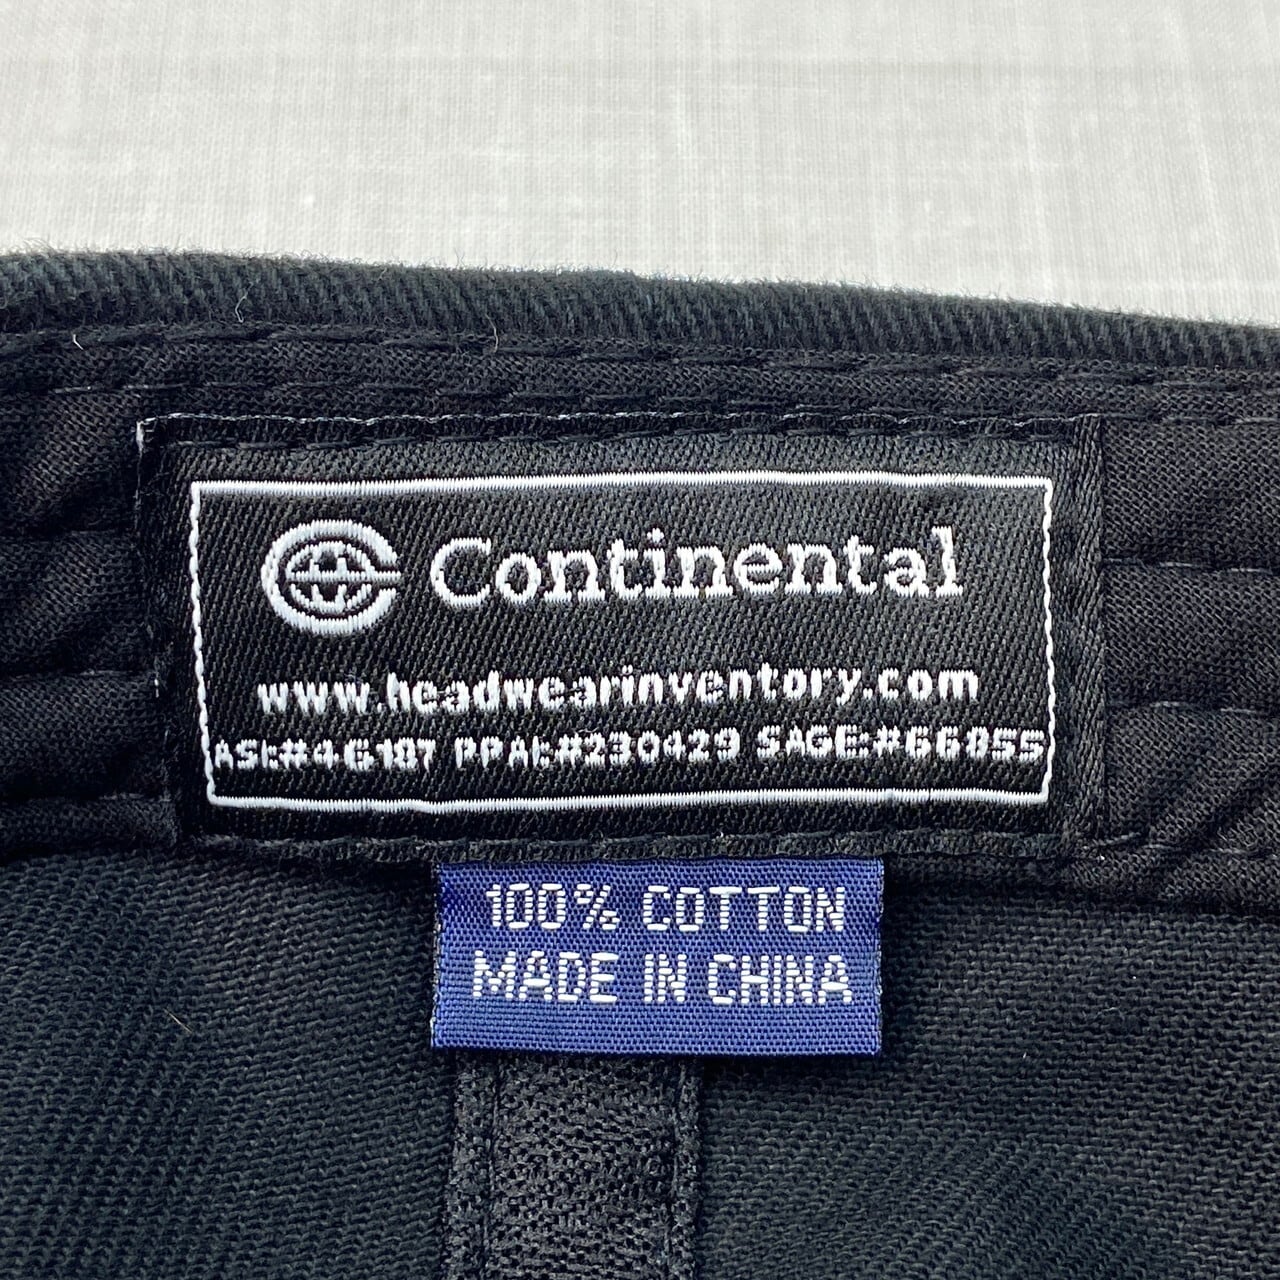 Continental
www.headwearinventory.com
ASI:#46187 PPAI:#230429 SAGE:#66855
100% COTTON
MADE IN CHINA